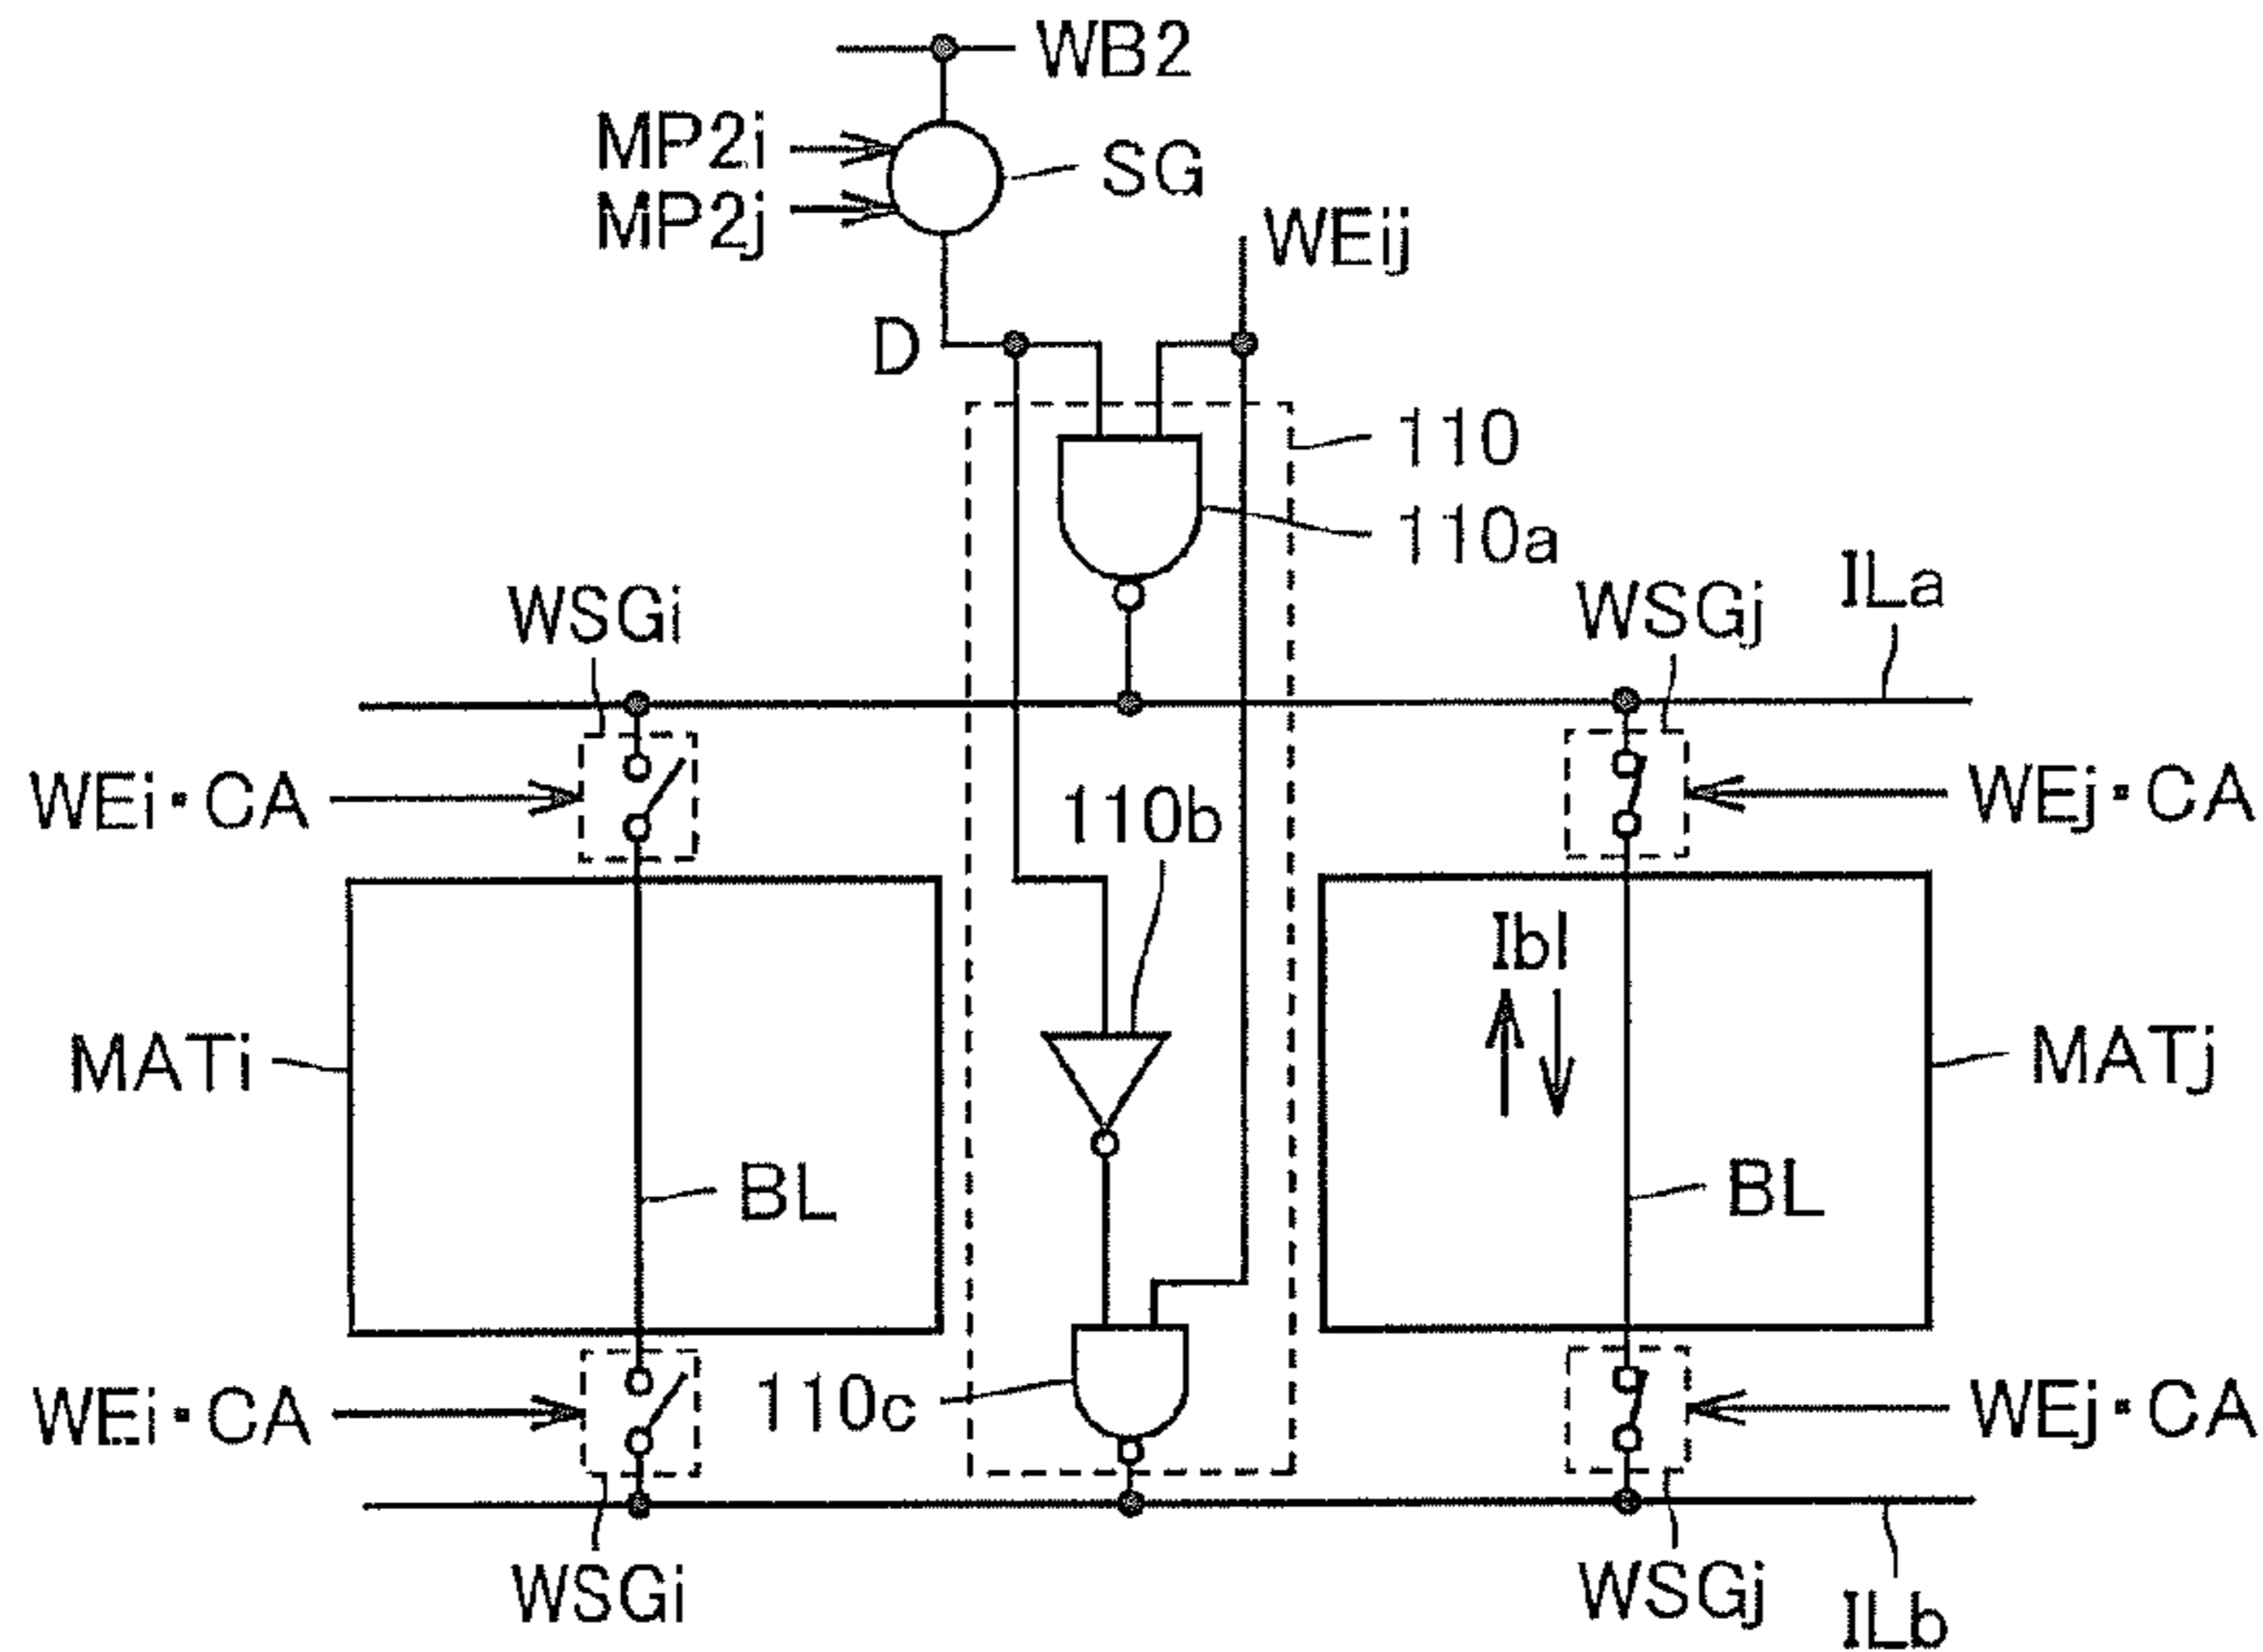 WB2
MP2i
SG
MP2j
WEij
D
110
110a
WSGi
WSGj
ILa
WEi·CA
110b
WEj·CA
Ibl
MATi
MATj
BL
BL
WEi·CA
110c
WEj·CA
WSGi
WSGj
ILb